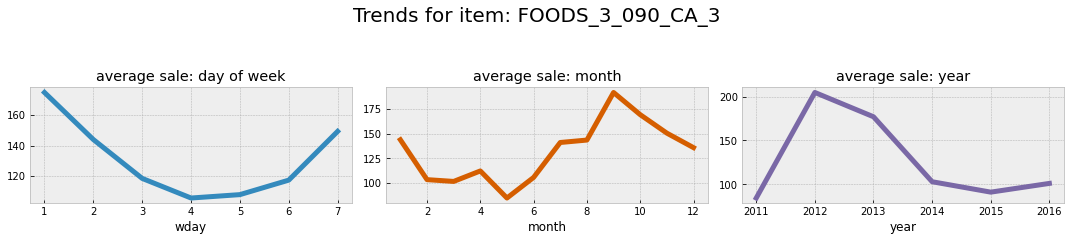 Trends for item: FOODS_3_090_CA_3
average sale: day of week
160
140
120
1 2 3 4 5 6 7
wday
average sale: month
175
150
125
100
2 4 6 8 10 12
month
average sale: year
200
150
100
2011 2012 2013 2014 2015 2016
year